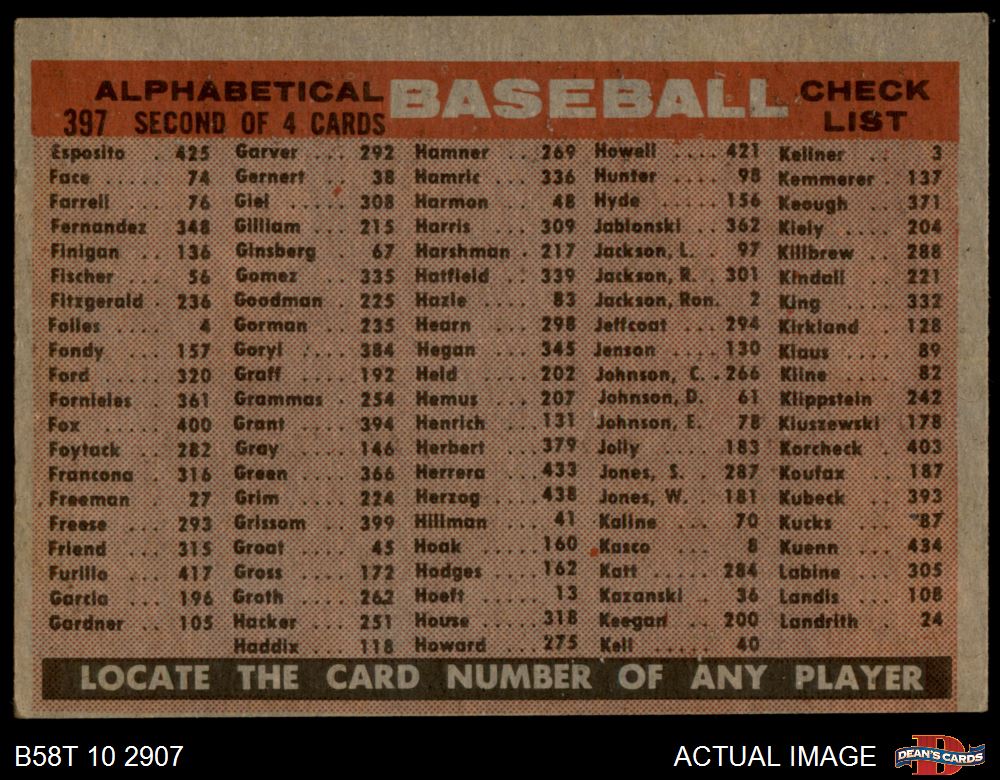 ALPHABETICAL BASEBALL CHECK
397 SECOND OF 4 CARDS LIST
Esposito . 425
Face ..... 74
Farrell 76
Fernandez 348
Finigan . 136
Fischer .. 56
Fitzgerald . 236
Folles .... 4
Fondy ... 157
Ford .... 320
Fornieles . 361
Fox .... 400
Foytack .. 282
Francona . 316
Freeman .. 27
Freese ... 293
Friend ... 315
Furillo ... 417
Garcia ... 196
Gardner .. 105
Garver ... 292
Gernert .. 38
Giel ..... 308
Gilliam ... 215
Ginsberg .. 67
Gomez ... 335
Goodman . 225
Gorman .. 235
Goryl .... 384
Graff .... 192
Grammas . 254
Grant .... 394
Gray .... 146
Green .... 366
Grim .... 224
Grissom .. 399
Groat .... 45
Gross .... 172
Groth .... 262
Hacker ... 251
Haddix ... 118
Hamner .. 269
Hamric ... 336
Harmon .. 48
Harris .... 309
Harshman . 217
Hatfield .. 339
Hazle .... 83
Hearn .... 298
Hegan ... 345
Held .... 202
Hemus ... 207
Henrich .. 131
Herbert .. 379
Herrera .. 433
Herzog ... 438
Hillman .. 41
Hoak ..... 160
Hodges ... 162
Hoeft .... 13
House .... 318
Howard .. 275
Howell .... 421
Hunter .... 98
Hyde ..... 156
Jablonski .. 362
Jackson, L. . 97
Jackson, R. . 301
Jackson, Ron. 2
Jeffcoat ... 294
Jenson .... 130
Johnson, C. . 266
Johnson, D. 61
Johnson, E. 78
Jolly ..... 183
Jones, S. . 287
Jones, W. . 181
Kaline ... 70
Kasco ... 8
Katt ..... 284
Kazanski .. 36
Keegan .. 200
Kell ..... 40
Kellner .. 3
Kemmerer . 137
Keough .. 371
Kiely .... 204
Killbrew .. 288
Kindall ... 221
King .... 332
Kirkland . 128
Klaus .... 89
Kline .... 82
Klippstein 242
Kluszewski 178
Korcheck . 403
Koufax ... 187
Kubeck .. 393
Kucks ... 87
Kuenn ... 434
Labine ... 305
Landis ... 108
Landrith .. 24
LOCATE THE CARD NUMBER OF ANY PLAYER
B58T 10 2907
ACTUAL IMAGE
D
DEAN'S CARDS